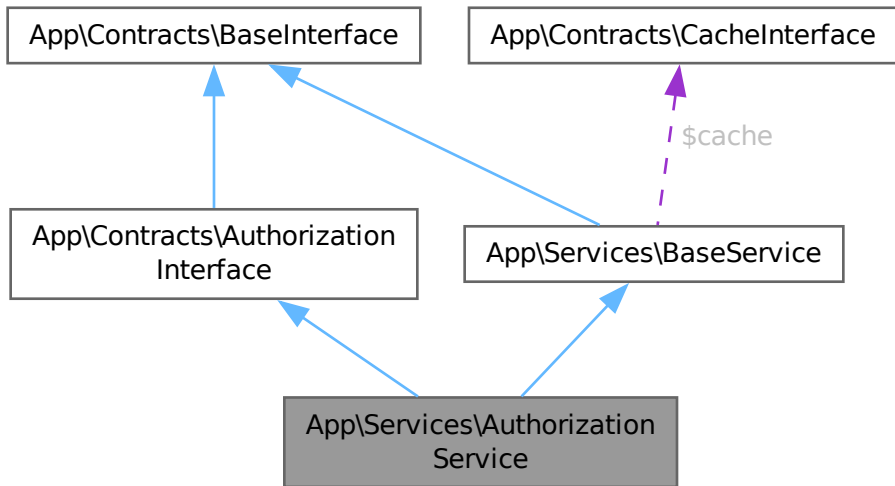 App\Contracts\BaseInterface
App\Contracts\CacheInterface
$cache
App\Contracts\Authorization
Interface
App\Services\BaseService
App\Services\Authorization
Service